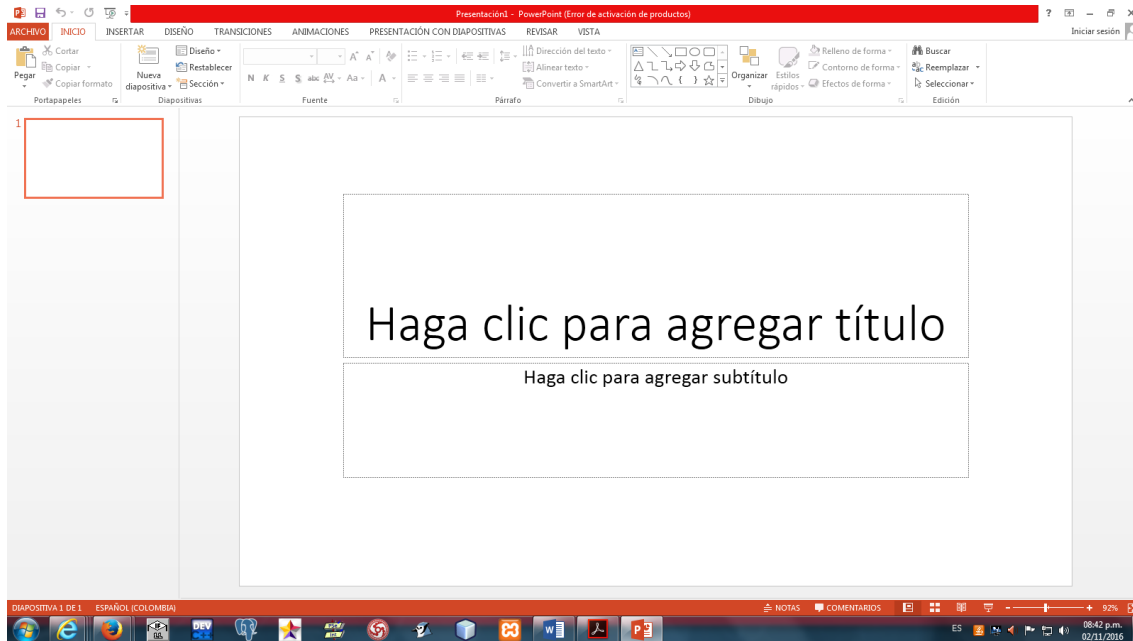 Presentación1 - PowerPoint (Error de activación de productos)
ARCHIVO INICIO INSERTAR DISEÑO TRANSICIONES ANIMACIONES PRESENTACIÓN CON DIAPOSITIVAS REVISAR VISTA Iniciar sesión
Pegar
Cortar
Copiar
Copiar formato
Portapapeles
Nueva diapositiva
Diseño
Restablecer
Sección
Diapositivas
N K S S abc AV Aa A
Fuente
Dirección del texto
Alinear texto
Convertir a SmartArt
Párrafo
Organizar
Estilos rápidos
Relleno de forma
Contorno de forma
Efectos de forma
Dibujo
Buscar
Reemplazar
Seleccionar
Edición
1
Haga clic para agregar título
Haga clic para agregar subtítulo
DIAPOSITIVA 1 DE 1 ESPAÑOL (COLOMBIA) NOTAS COMENTARIOS 92%
DEV
ES 08:42 p.m.
02/11/2016